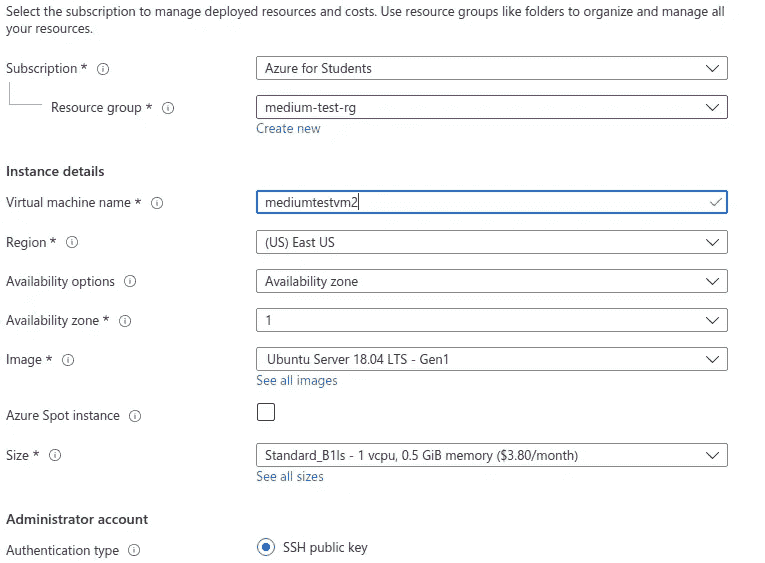 Select the subscription to manage deployed resources and costs. Use resource groups like folders to organize and manage all
your resources.
Subscription *
Azure for Students
Resource group *
medium-test-rg
Create new
Instance details
Virtual machine name *
mediumtestvm2
Region *
(US) East US
Availability options
Availability zone
Availability zone *
1
Image *
Ubuntu Server 18.04 LTS - Gen1
See all images
Azure Spot instance
Size *
Standard_B1ls - 1 vcpu, 0.5 GiB memory ($3.80/month)
See all sizes
Administrator account
Authentication type
SSH public key